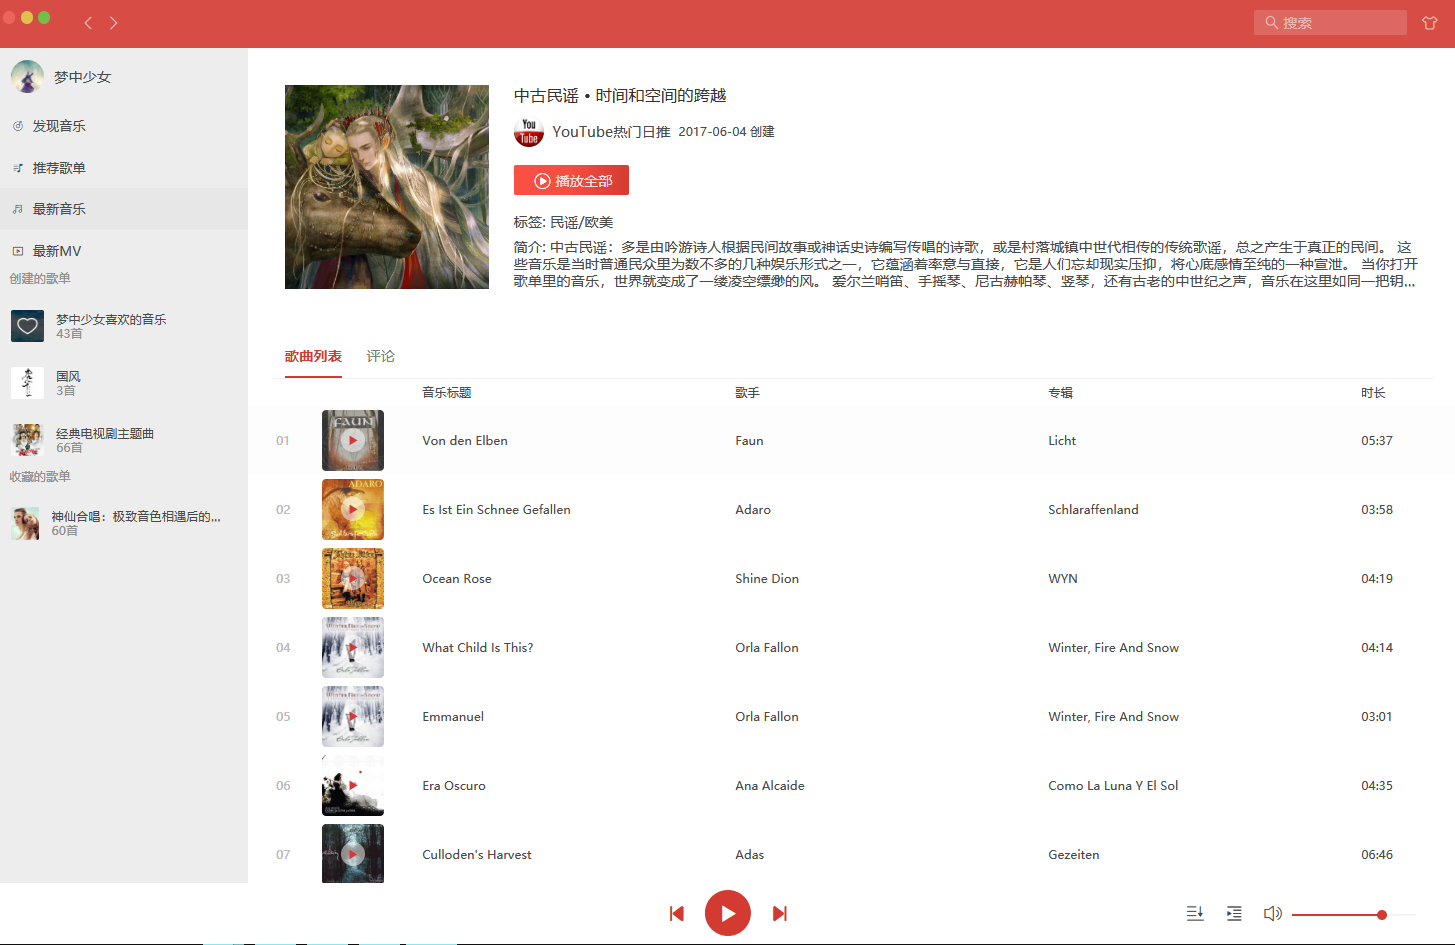 搜索
梦中少女
发现音乐
推荐歌单
最新音乐
最新MV
创建的歌单
梦中少女喜欢的音乐
43首
国风
3首
经典电视剧主题曲
66首
收藏的歌单
神仙合唱：极致音色相遇后的...
60首
中古民谣 • 时间和空间的跨越
You
Tube
YouTube热门日推 2017-06-04 创建
播放全部
标签: 民谣/欧美
简介: 中古民谣：多是由吟游诗人根据民间故事或神话史诗编写传唱的诗歌，或是村落城镇中世代相传的传统歌谣，总之产生于真正的民间。 这
些音乐是当时普通民众里为数不多的几种娱乐形式之一，它蕴涵着率意与直接，它是人们忘却现实压抑，将心底感情至纯的一种宣泄。 当你打开
歌单里的音乐，世界就变成了一缕凌空缥缈的风。 爱尔兰哨笛、手摇琴、尼古赫帕琴、竖琴，还有古老的中世纪之声，音乐在这里如同一把钥...
歌曲列表 评论
音乐标题 歌手 专辑 时长
01 FAUN Von den Elben Faun Licht 05:37
02 ADARO Es Ist Ein Schnee Gefallen Adaro Schlaraffenland 03:58
03 Ocean Rose Shine Dion WYN 04:19
04 What Child Is This? Orla Fallon Winter, Fire And Snow 04:14
05 Emmanuel Orla Fallon Winter, Fire And Snow 03:01
06 Era Oscuro Ana Alcaide Como La Luna Y El Sol 04:35
07 Culloden's Harvest Adas Gezeiten 06:46